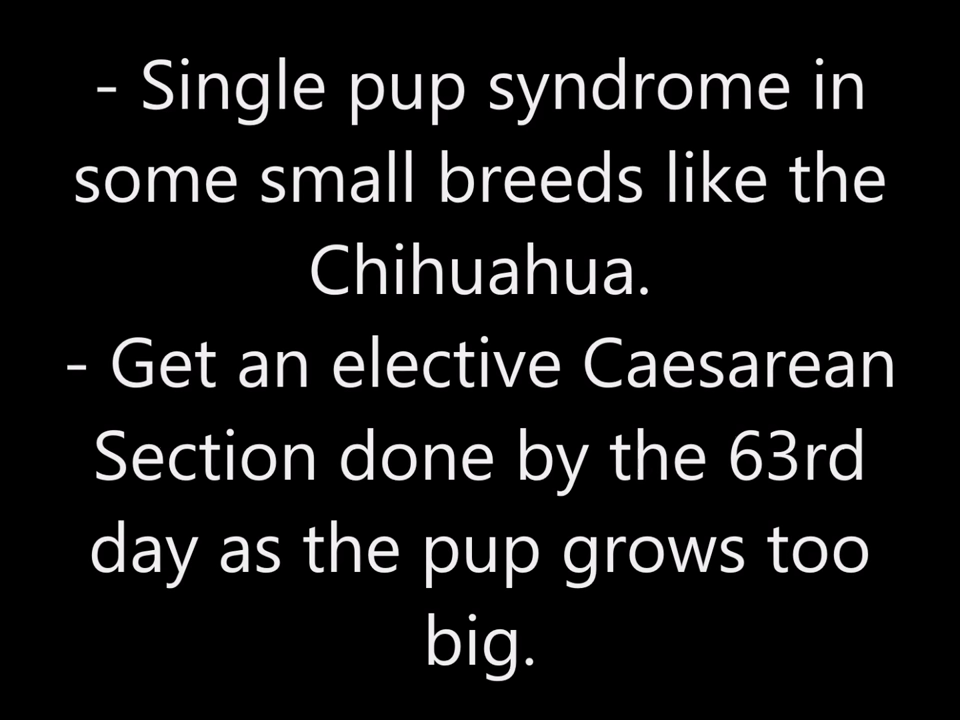 - Single pup syndrome in
some small breeds like the
Chihuahua.
- Get an elective Caesarean
Section done by the 63rd
day as the pup grows too
big.